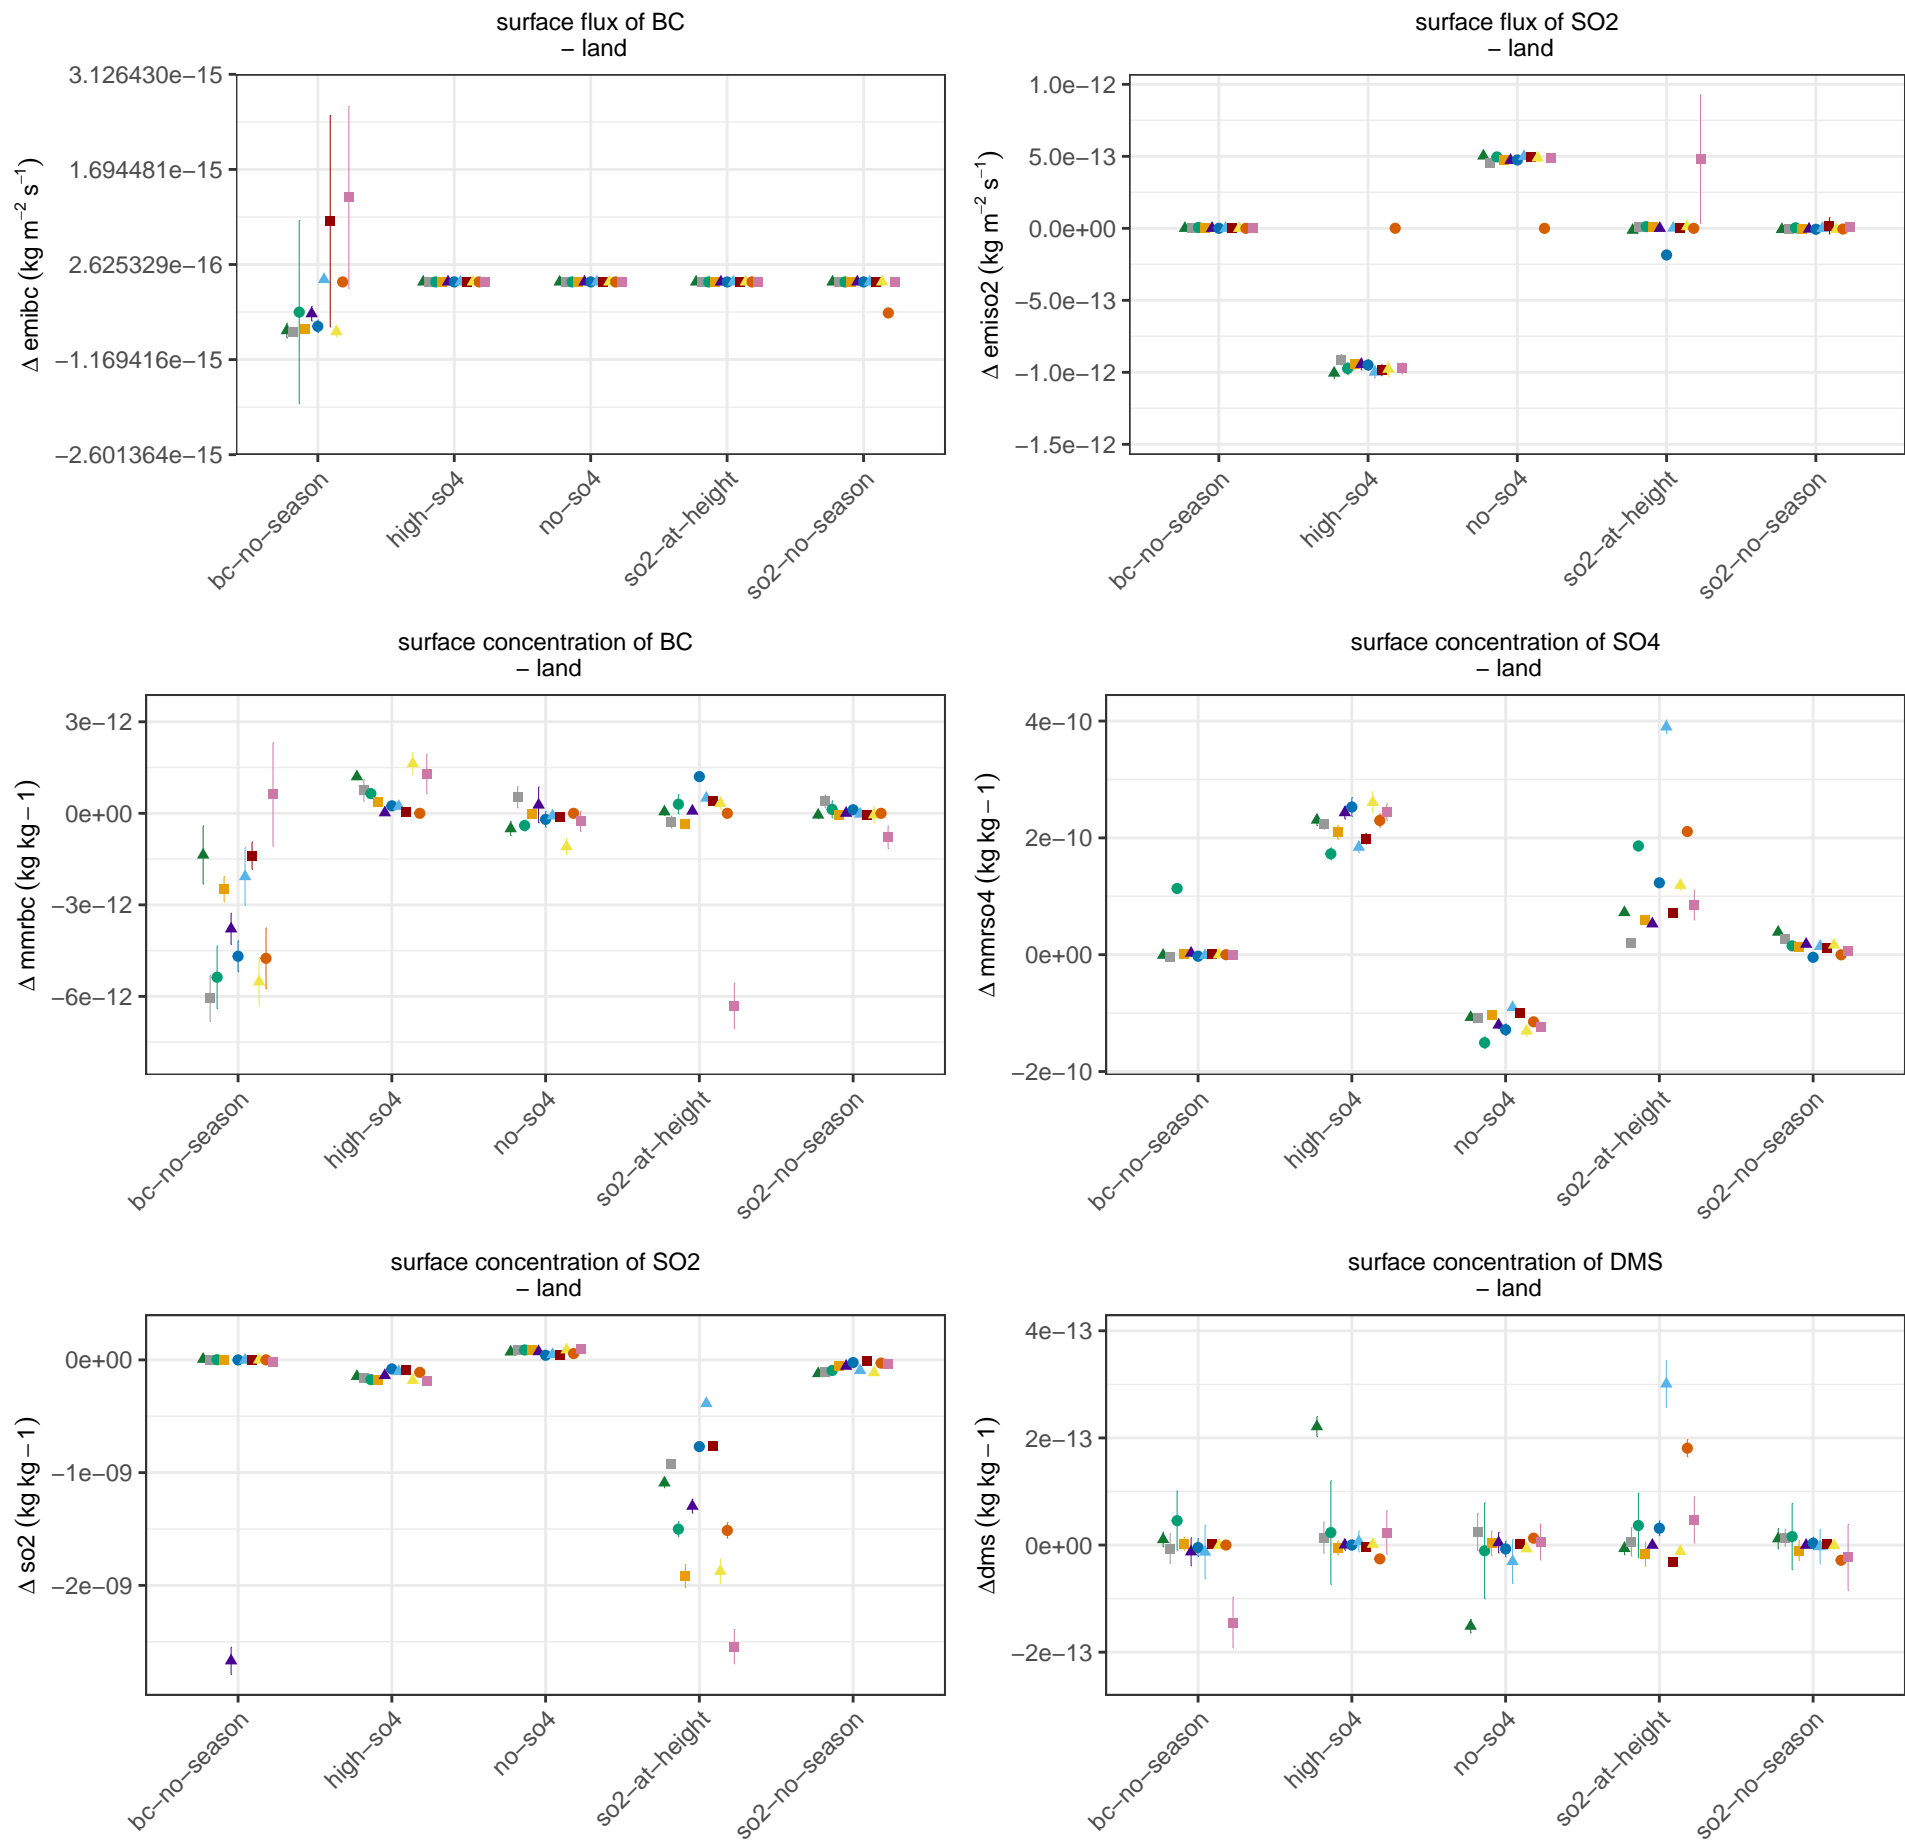 surface flux of BC
− land
3.126430e−15
1.694481e−15
2.625329e−16
−1.169416e−15
−2.601364e−15
Δ emibc (kg m−2 s−1)
bc−no−season
high−so4
no−so4
so2−at−height
so2−no−season
surface flux of SO2
− land
1.0e−12
5.0e−13
0.0e+00
−5.0e−13
−1.0e−12
−1.5e−12
Δ emiso2 (kg m−2 s−1)
bc−no−season
high−so4
no−so4
so2−at−height
so2−no−season
surface concentration of BC
− land
3e−12
0e+00
−3e−12
−6e−12
Δ mmrbc (kg kg − 1)
bc−no−season
high−so4
no−so4
so2−at−height
so2−no−season
surface concentration of SO4
− land
4e−10
2e−10
0e+00
−2e−10
Δ mmrso4 (kg kg − 1)
bc−no−season
high−so4
no−so4
so2−at−height
so2−no−season
surface concentration of SO2
− land
0e+00
−1e−09
−2e−09
Δ so2 (kg kg − 1)
bc−no−season
high−so4
no−so4
so2−at−height
so2−no−season
surface concentration of DMS
− land
4e−13
2e−13
0e+00
−2e−13
Δdms (kg kg − 1)
bc−no−season
high−so4
no−so4
so2−at−height
so2−no−season